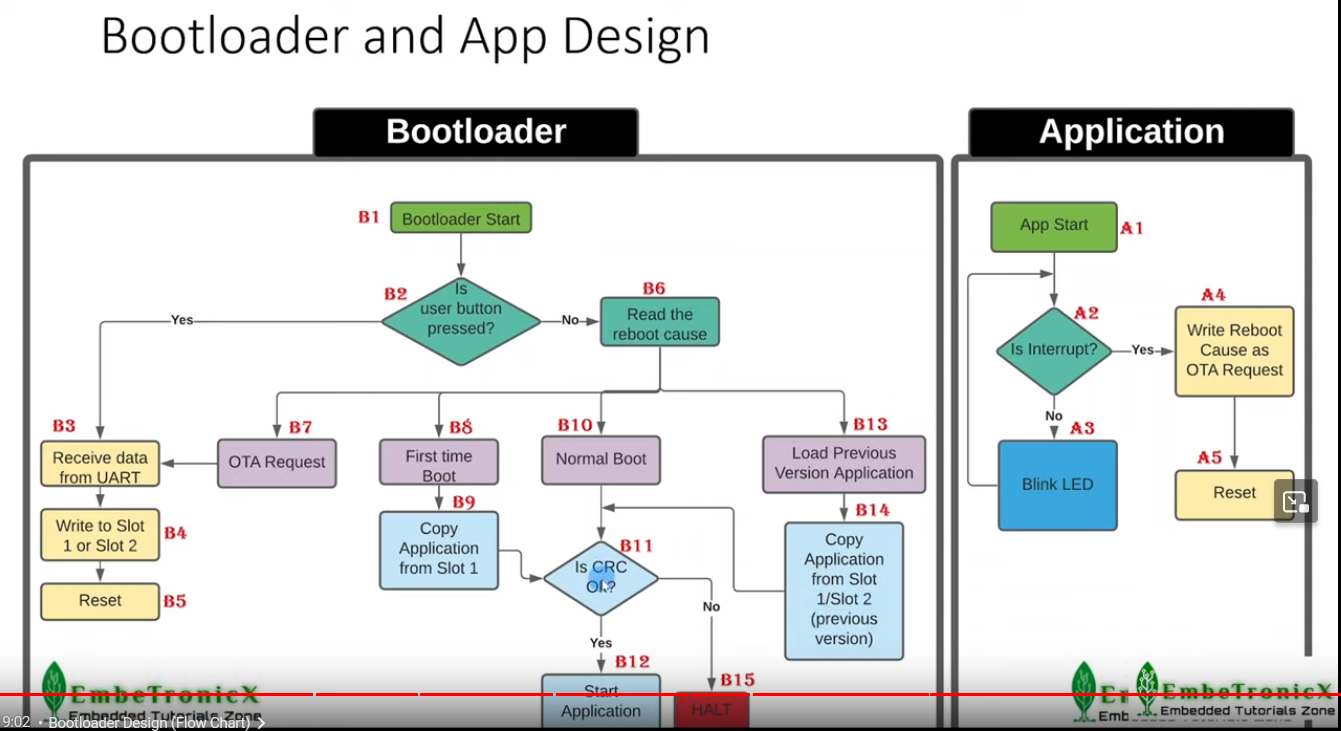 Bootloader and App Design
Bootloader
B1
Bootloader Start
B2
Is
user button
pressed?
Yes
No
B6
Read the
reboot cause
B3
Receive data
from UART
B7
OTA Request
B8
First time
Boot
B10
Normal Boot
B13
Load Previous
Version Application
Write to Slot
1 or Slot 2
B4
B9
Copy
Application
from Slot 1
B11
Is CRC
Ok?
B14
Copy
Application
from Slot
1/Slot 2
(previous
version)
Reset
B5
No
Yes
B12
Start
Application
B15
HALT
Application
App Start
A1
A2
Is Interrupt?
Yes
A4
Write Reboot
Cause as
OTA Request
No
A3
Blink LED
A5
Reset
EmbeTronicX
Embedded Tutorials Zone
EmbeTronicX
Embedded Tutorials Zone
9:02 • Bootloader Design (Flow Chart)